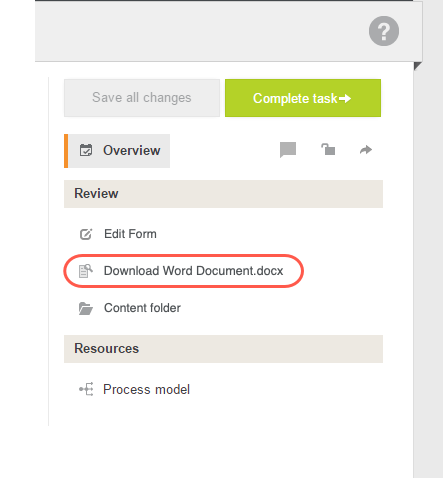 ?
Save all changes
Complete task→
Overview
Review
Edit Form
Download Word Document.docx
Content folder
Resources
Process model